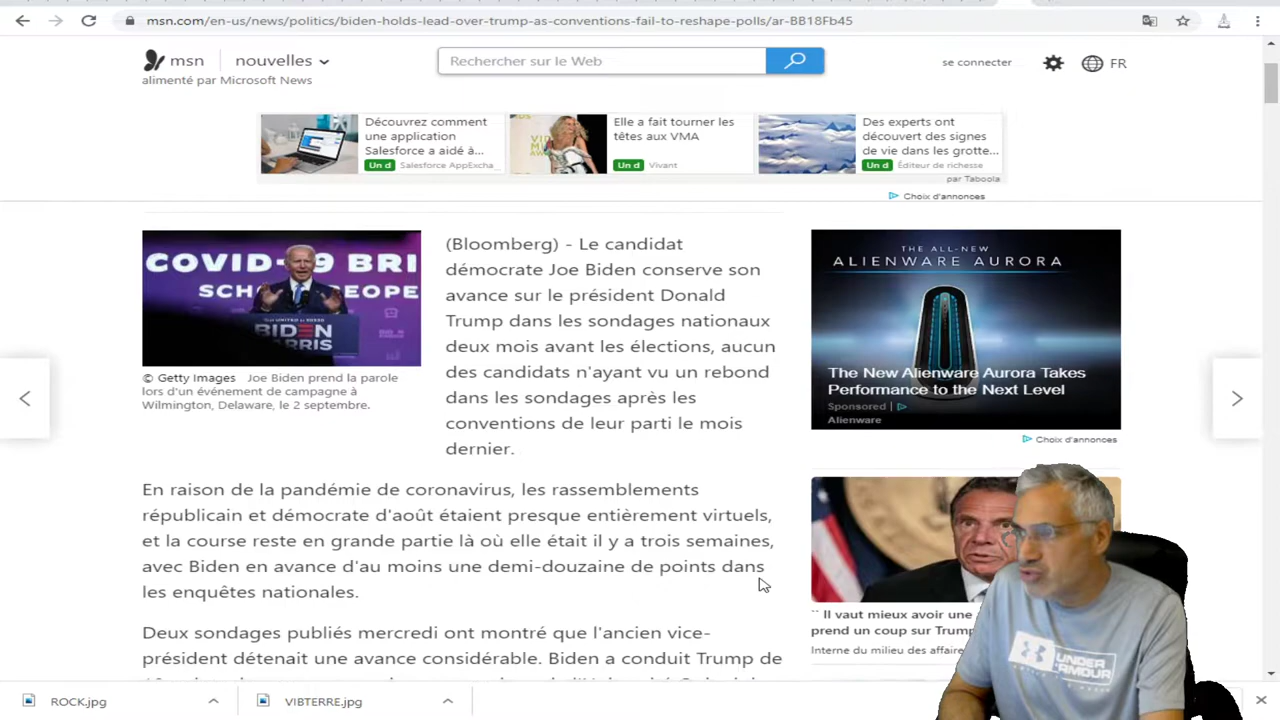 msn.com/en-us/news/politics/biden-holds-lead-over-trump-as-conventions-fail-to-reshape-polls/ar-BB18Fb45
msn
nouvelles
Rechercher sur le Web
se connecter
FR
alimenté par Microsoft News
Découvrez comment
une application
Salesforce a aidé à...
Un d Salesforce AppExcha
Elle a fait tourner les
têtes aux VMA
Un d Vivant
Des experts ont
découvert des signes
de vie dans les grotte...
Un d Éditeur de richesse
par Taboola
Choix d'annonces
COVID-19 BRI
BIDEN
© Getty Images Joe Biden prend la parole
lors d'un événement de campagne à
Wilmington, Delaware, le 2 septembre.
(Bloomberg) - Le candidat
démocrate Joe Biden conserve son
avance sur le président Donald
Trump dans les sondages nationaux
deux mois avant les élections, aucun
des candidats n'ayant vu un rebond
dans les sondages après les
conventions de leur parti le mois
dernier.
THE ALL-NEW
ALIENWARE AURORA
The New Alienware Aurora Takes
Performance to the Next Level
Sponsored |
Alienware
Choix d'annonces
En raison de la pandémie de coronavirus, les rassemblements
républicain et démocrate d'août étaient presque entièrement virtuels,
et la course reste en grande partie là où elle était il y a trois semaines,
avec Biden en avance d'au moins une demi-douzaine de points dans
les enquêtes nationales.
Deux sondages publiés mercredi ont montré que l'ancien vice-
président détenait une avance considérable. Biden a conduit Trump de
`` Il vaut mieux avoir une
prend un coup sur Trump
Interne du milieu des affaire
UNDER
ARMOUR
ROCK.jpg
VIBTERRE.jpg